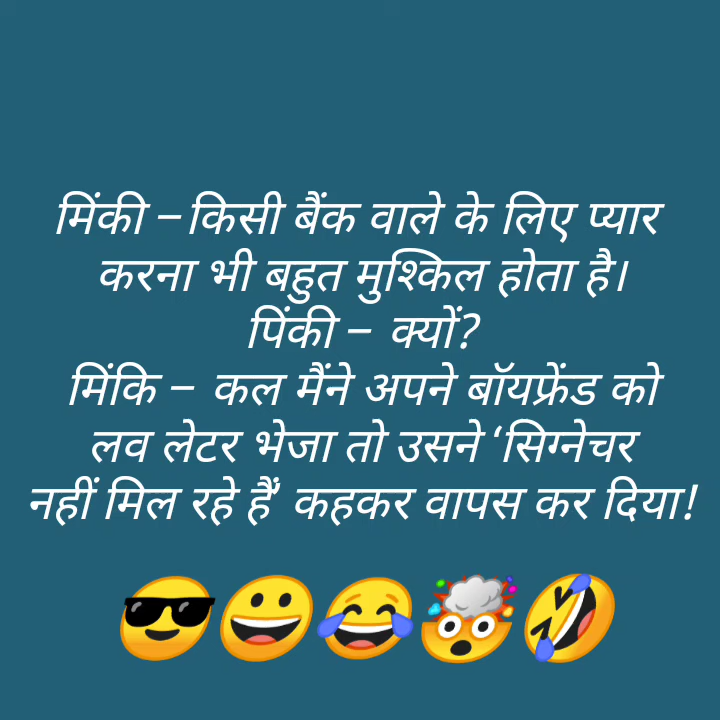 मिंकी – किसी बैंक वाले के लिए प्यार
करना भी बहुत मुश्किल होता है।
पिंकी – क्यों?
मिंकि – कल मैंने अपने बॉयफ्रेंड को
लव लेटर भेजा तो उसने ‘सिग्नेचर
नहीं मिल रहे हैं’ कहकर वापस कर दिया!
😎😀😂🤯🤣